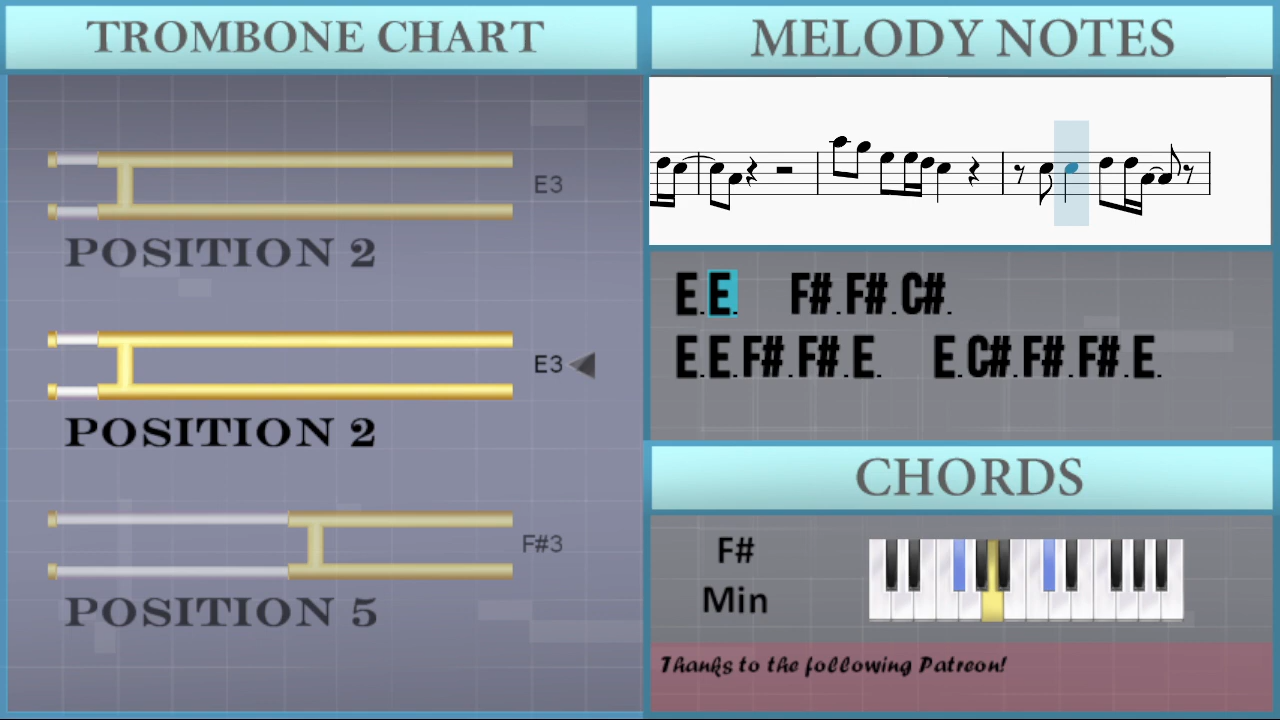 TROMBONE CHART
E3
POSITION 2
E3
POSITION 2
F#3
POSITION 5
MELODY NOTES
E.E. F#.F#.C#.
E.E.F#.F#.E. E.C#.F#.F#.E.
CHORDS
F#
Min
Thanks to the following Patreon!